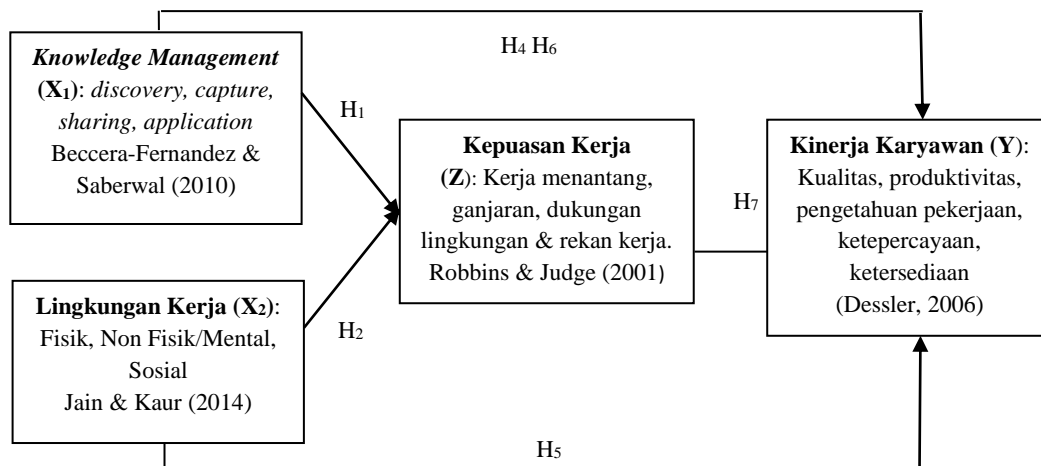 Knowledge Management
(X1): discovery, capture,
sharing, application
Beccera-Fernandez &
Saberwal (2010)
H4 H6
H1
Kepuasan Kerja
(Z): Kerja menantang,
ganjaran, dukungan
lingkungan & rekan kerja.
Robbins & Judge (2001)
H7
Kinerja Karyawan (Y):
Kualitas, produktivitas,
pengetahuan pekerjaan,
ketepercayaan,
ketersediaan
(Dessler, 2006)
Lingkungan Kerja (X2):
Fisik, Non Fisik/Mental,
Sosial
Jain & Kaur (2014)
H2
H5